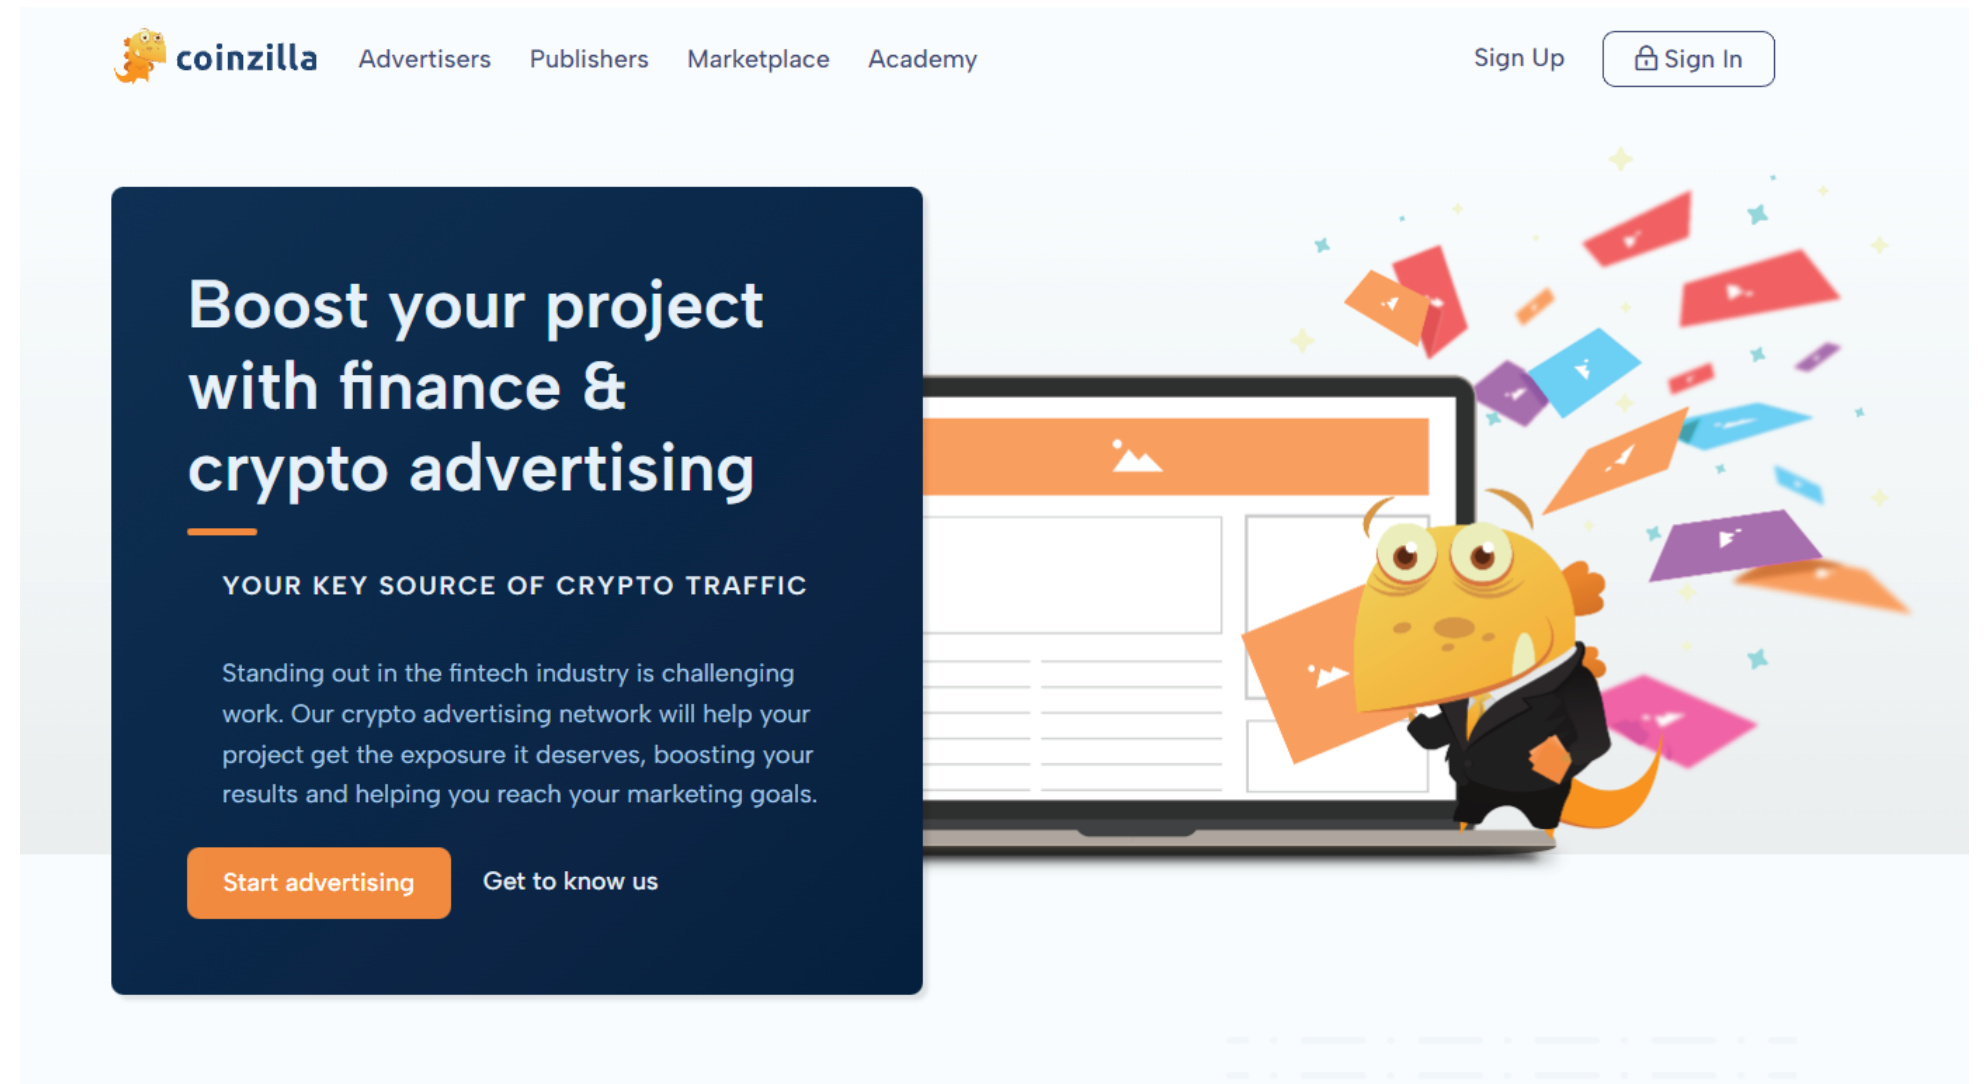 coinzilla Advertisers Publishers Marketplace Academy Sign Up Sign In
Boost your project
with finance &
crypto advertising
YOUR KEY SOURCE OF CRYPTO TRAFFIC
Standing out in the fintech industry is challenging
work. Our crypto advertising network will help your
project get the exposure it deserves, boosting your
results and helping you reach your marketing goals.
Start advertising Get to know us